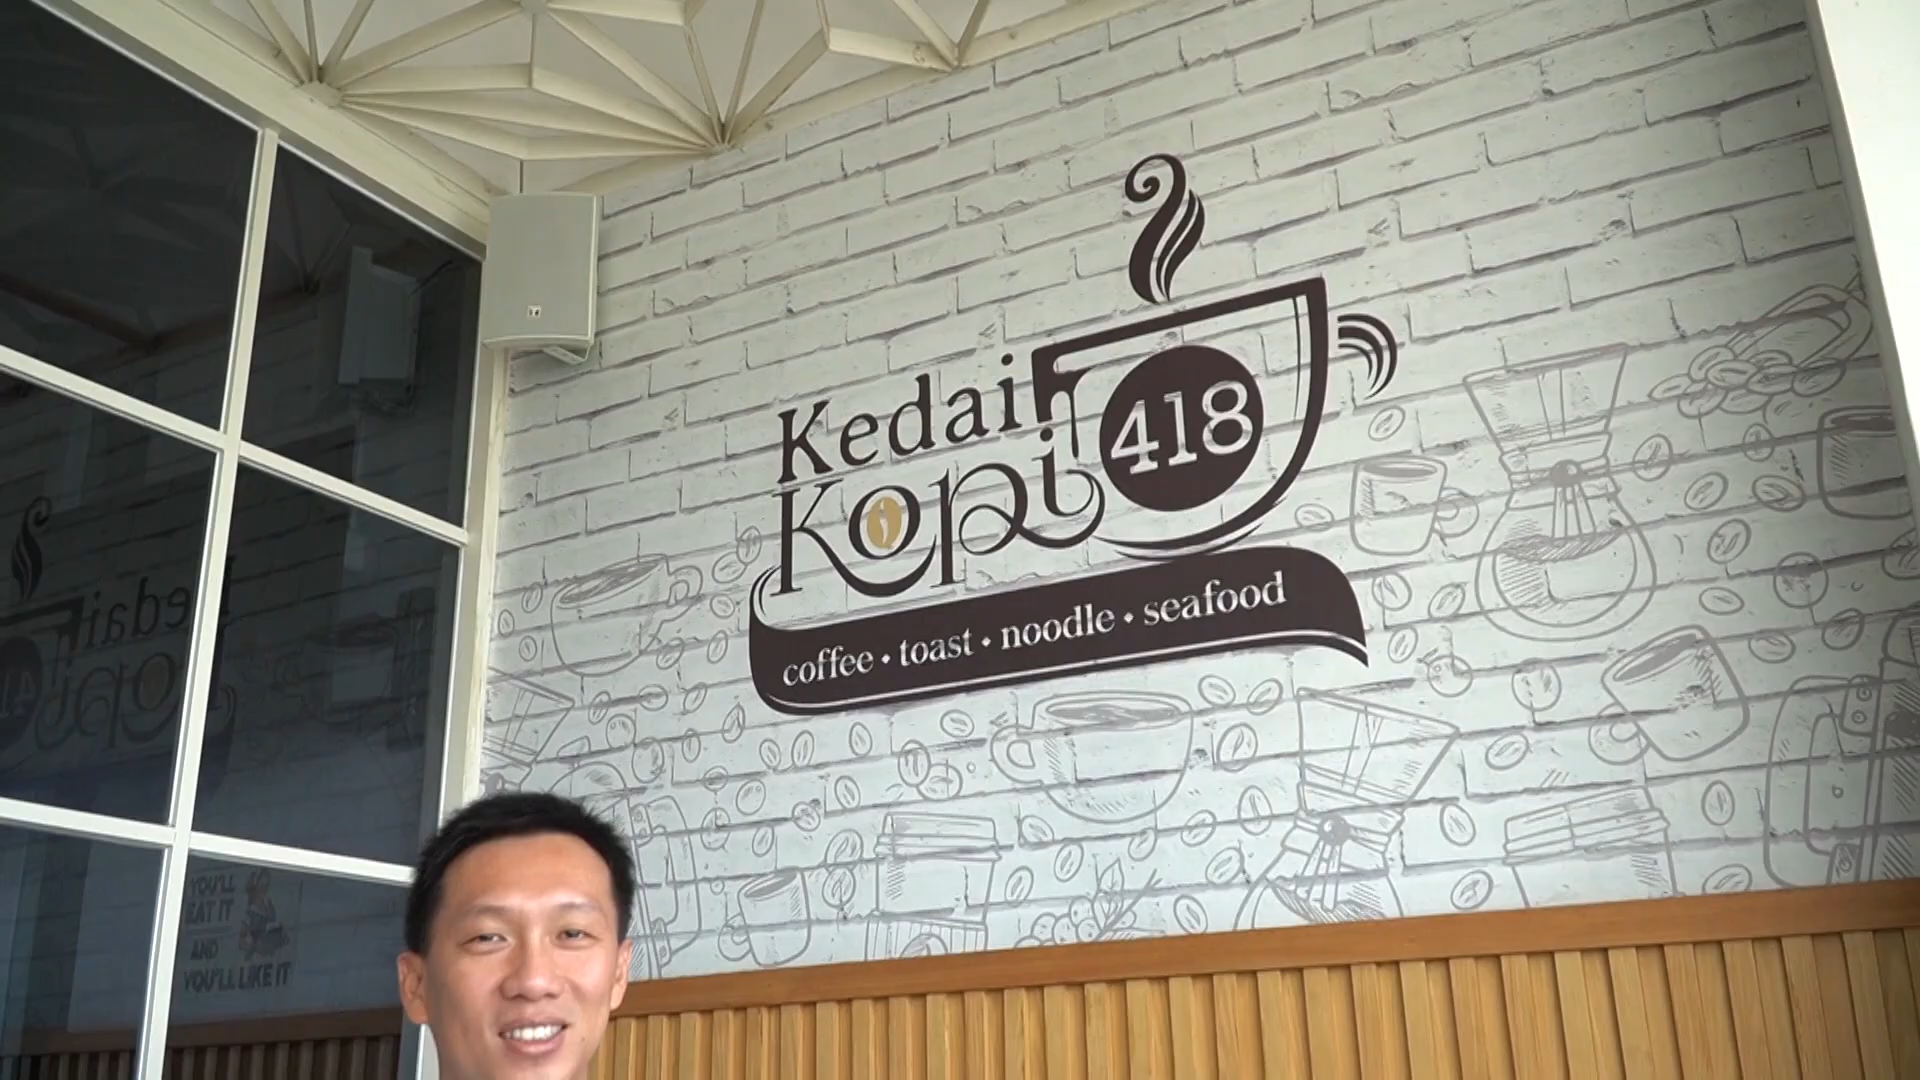 Kedai
Kopi
418
coffee • toast • noodle • seafood
YOU'LL
EAT IT
AND
YOU'LL LIKE IT